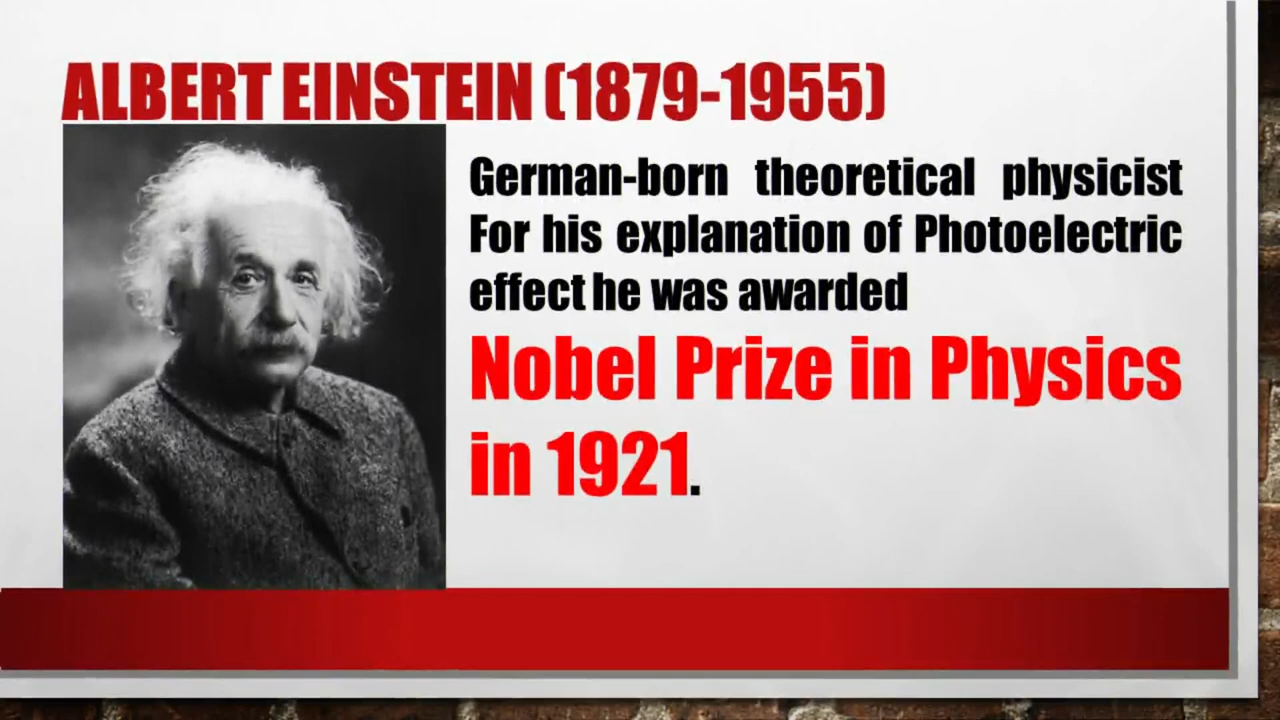 ALBERT EINSTEIN (1879-1955)
German-born theoretical physicist
For his explanation of Photoelectric
effect he was awarded
Nobel Prize in Physics
in 1921.